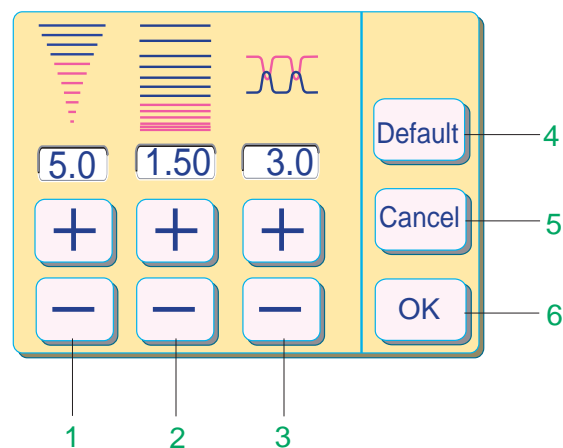 Default 4
5.0 1.50 3.0
+ + + Cancel 5
− − − OK 6
1 2 3